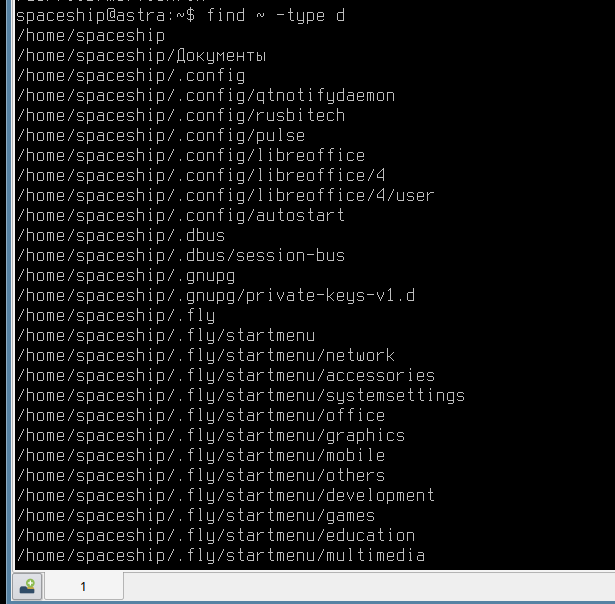 spaceship@astra:~$ find ~ -type d
/home/spaceship
/home/spaceship/Документы
/home/spaceship/.config
/home/spaceship/.config/qtnotifydaemon
/home/spaceship/.config/rusbitech
/home/spaceship/.config/pulse
/home/spaceship/.config/libreoffice
/home/spaceship/.config/libreoffice/4
/home/spaceship/.config/libreoffice/4/user
/home/spaceship/.config/autostart
/home/spaceship/.dbus
/home/spaceship/.dbus/session-bus
/home/spaceship/.gnupg
/home/spaceship/.gnupg/private-keys-v1.d
/home/spaceship/.fly
/home/spaceship/.fly/startmenu
/home/spaceship/.fly/startmenu/network
/home/spaceship/.fly/startmenu/accessories
/home/spaceship/.fly/startmenu/systemsettings
/home/spaceship/.fly/startmenu/office
/home/spaceship/.fly/startmenu/graphics
/home/spaceship/.fly/startmenu/mobile
/home/spaceship/.fly/startmenu/others
/home/spaceship/.fly/startmenu/development
/home/spaceship/.fly/startmenu/games
/home/spaceship/.fly/startmenu/education
/home/spaceship/.fly/startmenu/multimedia
1